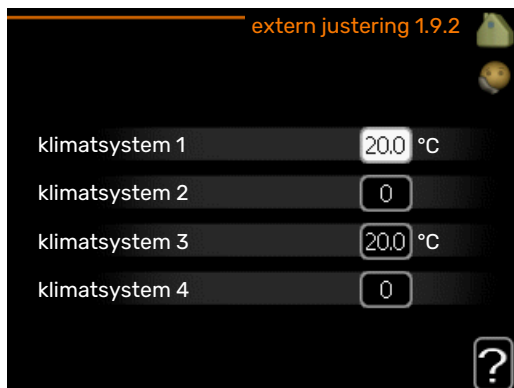 extern justering 1.9.2
klimatsystem 1 20.0 °C
klimatsystem 2 0
klimatsystem 3 20.0 °C
klimatsystem 4 0
?